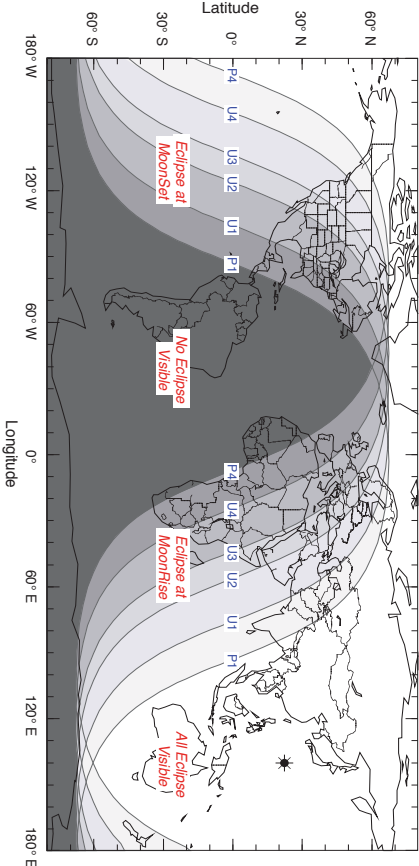 Latitude
60° S
30° S
0°
30° N
60° N
180° W
120° W
60° W
0°
60° E
120° E
180° E
Longitude
P4
U4
U3
U2
U1
P1
P4
U4
U3
U2
U1
P1
Eclipse at
MoonSet
No Eclipse
Visible
Eclipse at
MoonRise
All Eclipse
Visible